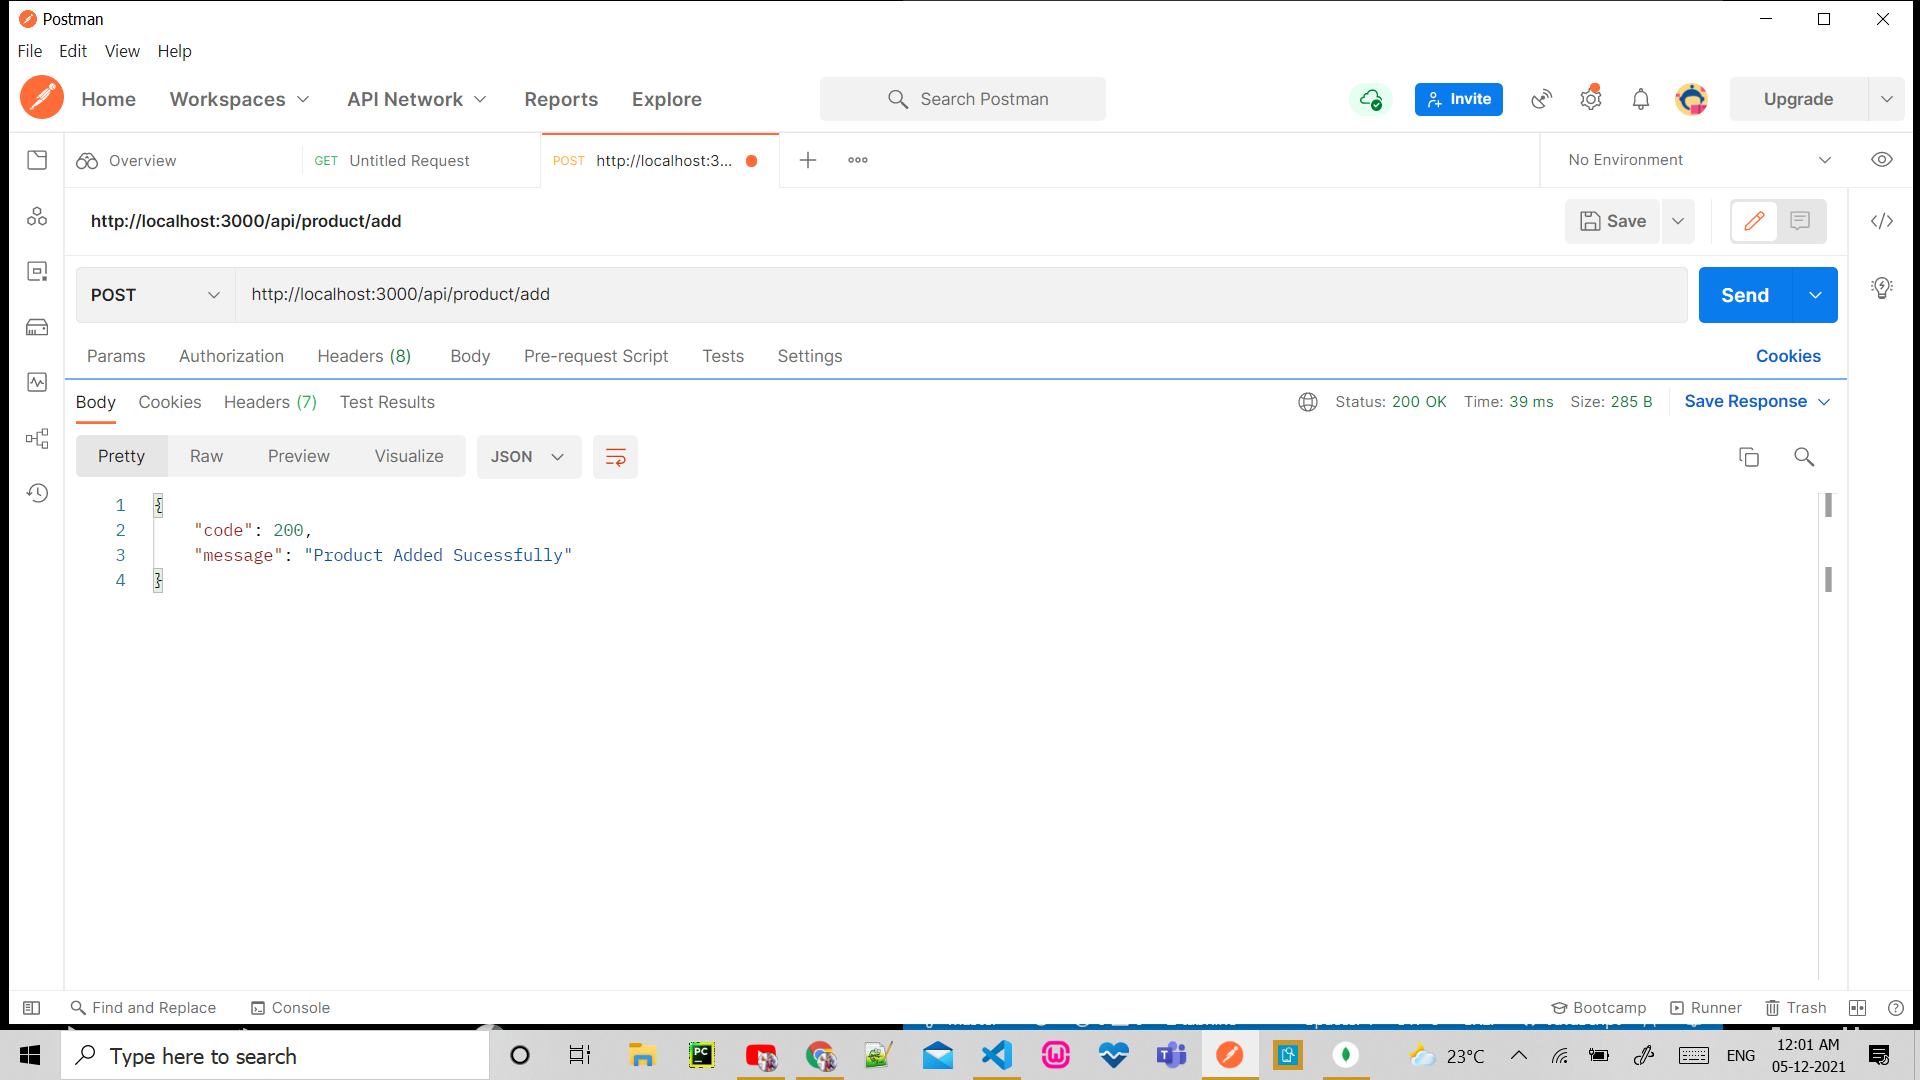 Postman
File Edit View Help
Home Workspaces API Network Reports Explore Search Postman Invite Upgrade
Overview GET Untitled Request POST http://localhost:3... No Environment
http://localhost:3000/api/product/add Save
POST http://localhost:3000/api/product/add Send
Params Authorization Headers (8) Body Pre-request Script Tests Settings Cookies
Body Cookies Headers (7) Test Results Status: 200 OK Time: 39 ms Size: 285 B Save Response
Pretty Raw Preview Visualize JSON
1 {
2 "code": 200,
3 "message": "Product Added Sucessfully"
4 }
Find and Replace Console Bootcamp Runner Trash
Type here to search PC 23°C ENG 12:01 AM
05-12-2021